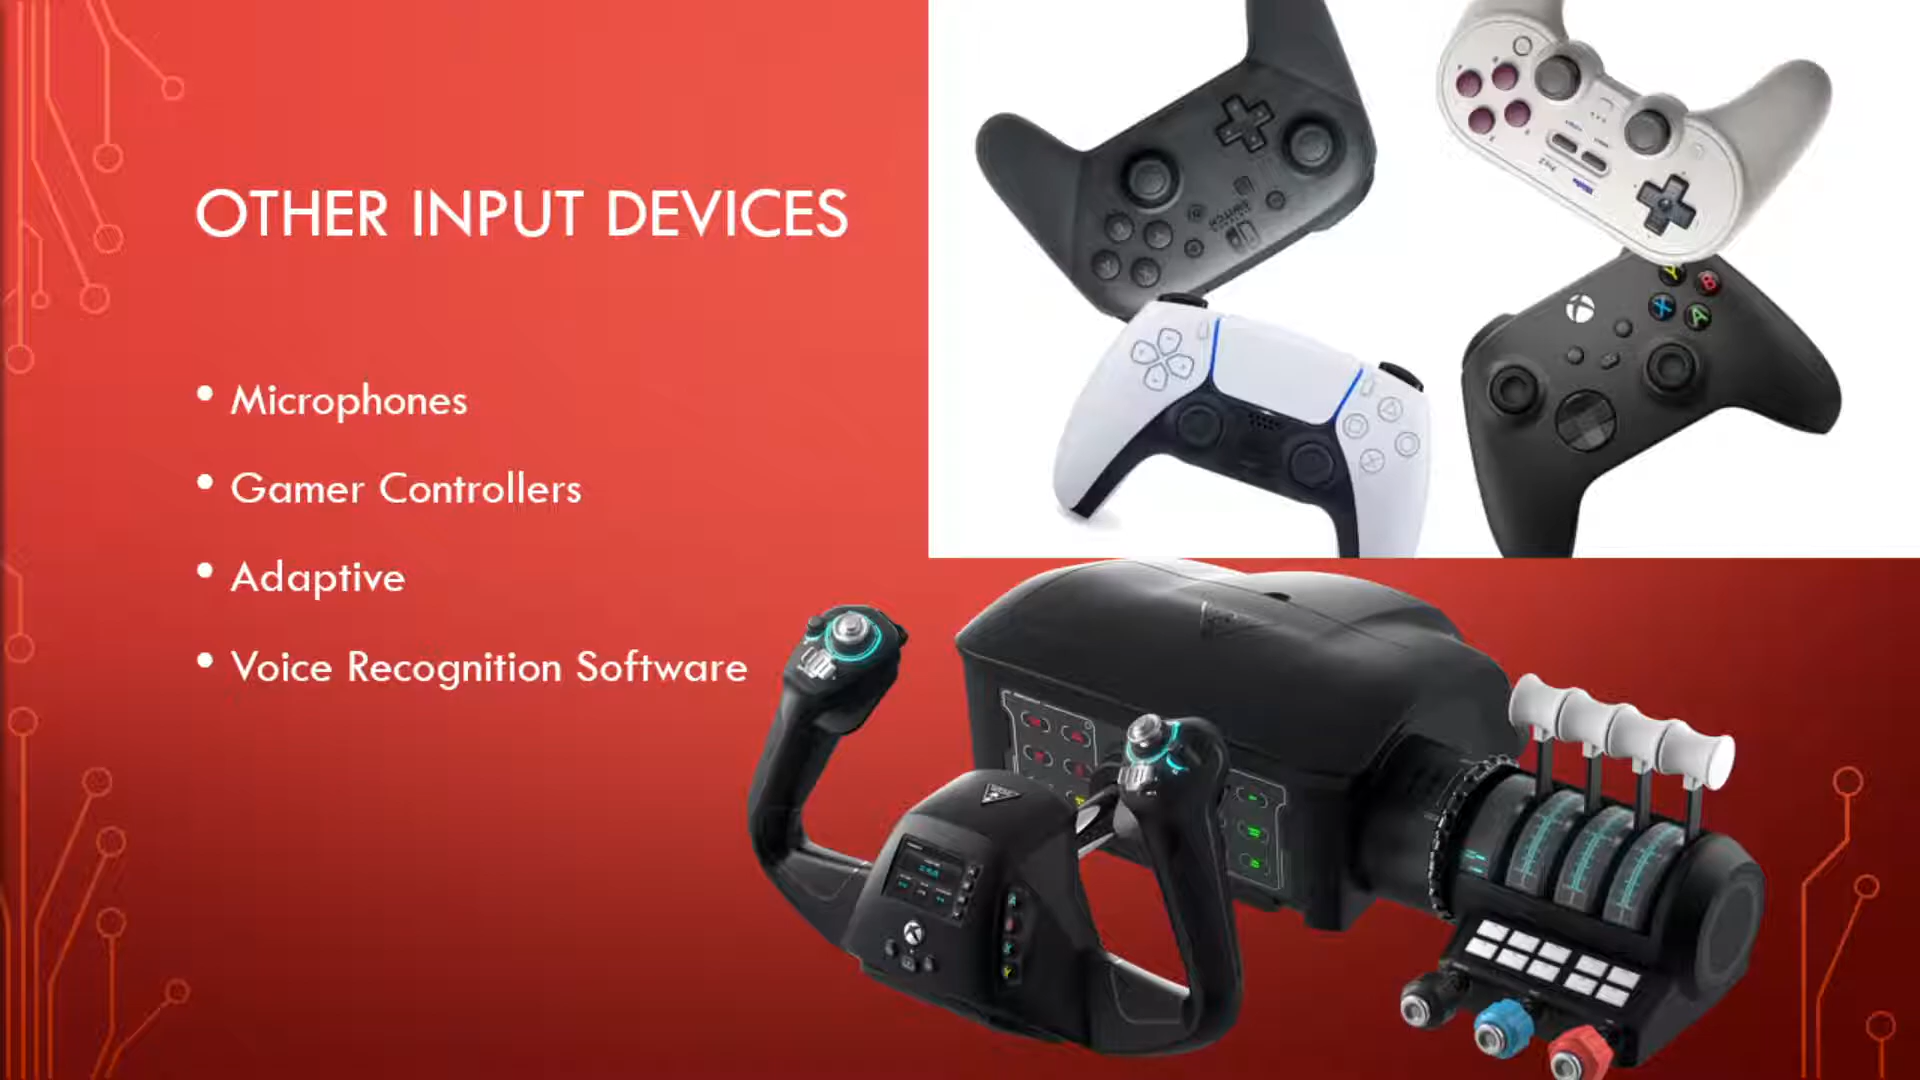 OTHER INPUT DEVICES
• Microphones
• Gamer Controllers
• Adaptive
• Voice Recognition Software
Y
B
X
A